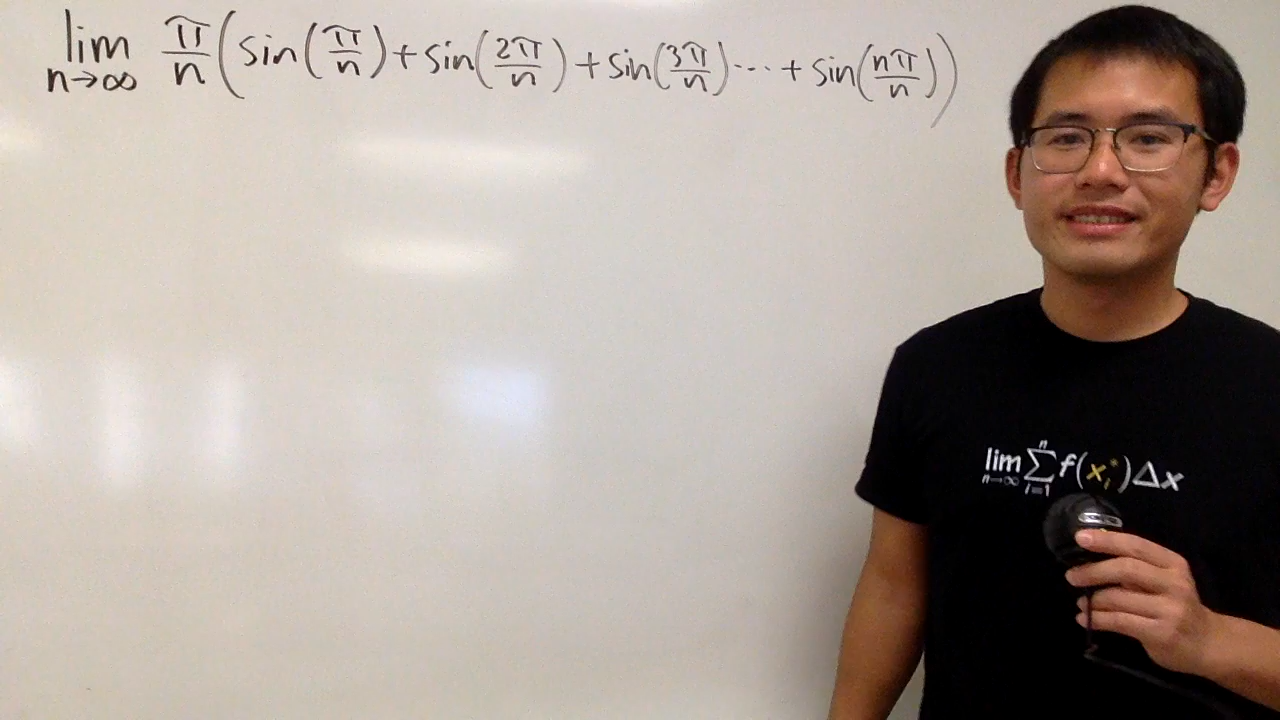 lim n→∞ π/n (sin(π/n) + sin(2π/n) + sin(3π/n) ··· + sin(nπ/n))
lim n→∞ n Σ i=1 f(xᵢ*)Δx